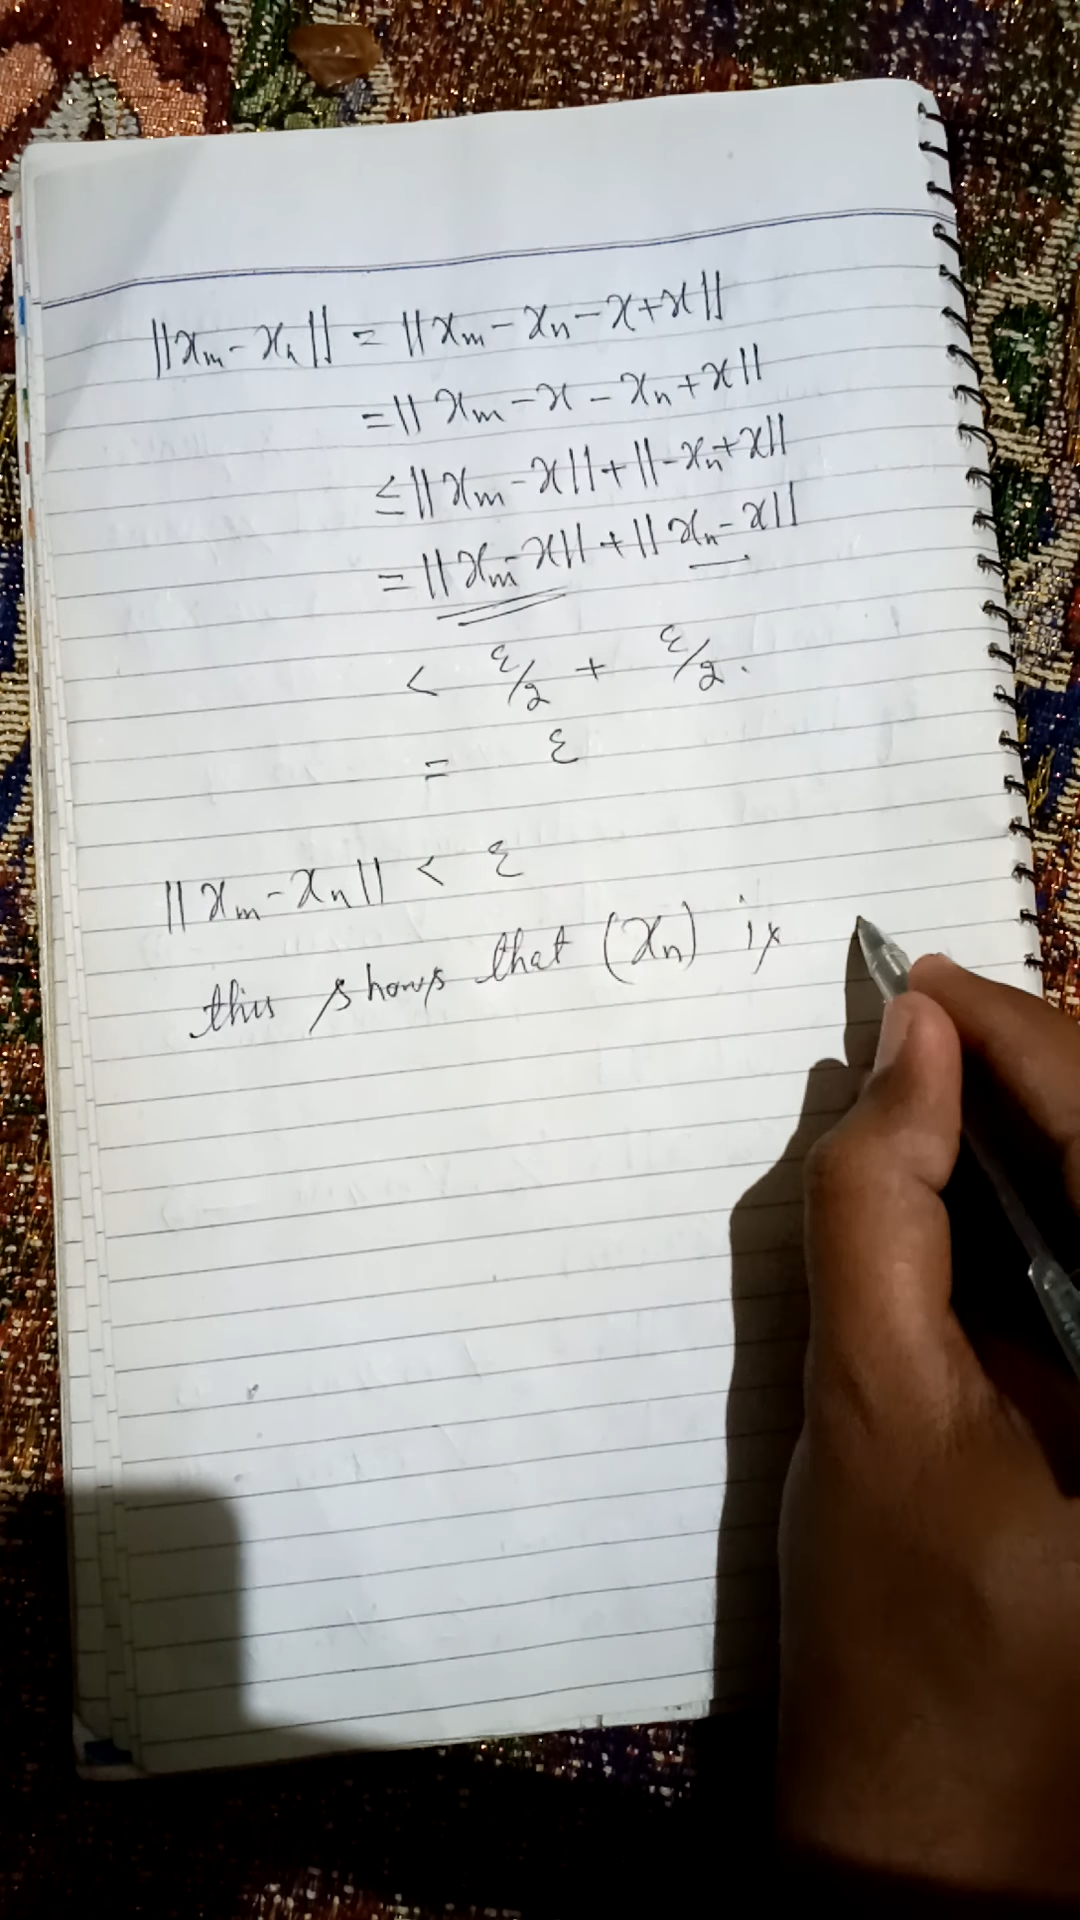 ||xₘ - xₙ|| = ||xₘ - xₙ - x + x||
= || xₘ - x - xₙ + x||
≤ || xₘ - x|| + ||-xₙ + x||
= || xₘ - x|| + || xₙ - x||
< ε/2 + ε/2.
= ε
|| xₘ - xₙ|| < ε
this shows that (xₙ) is